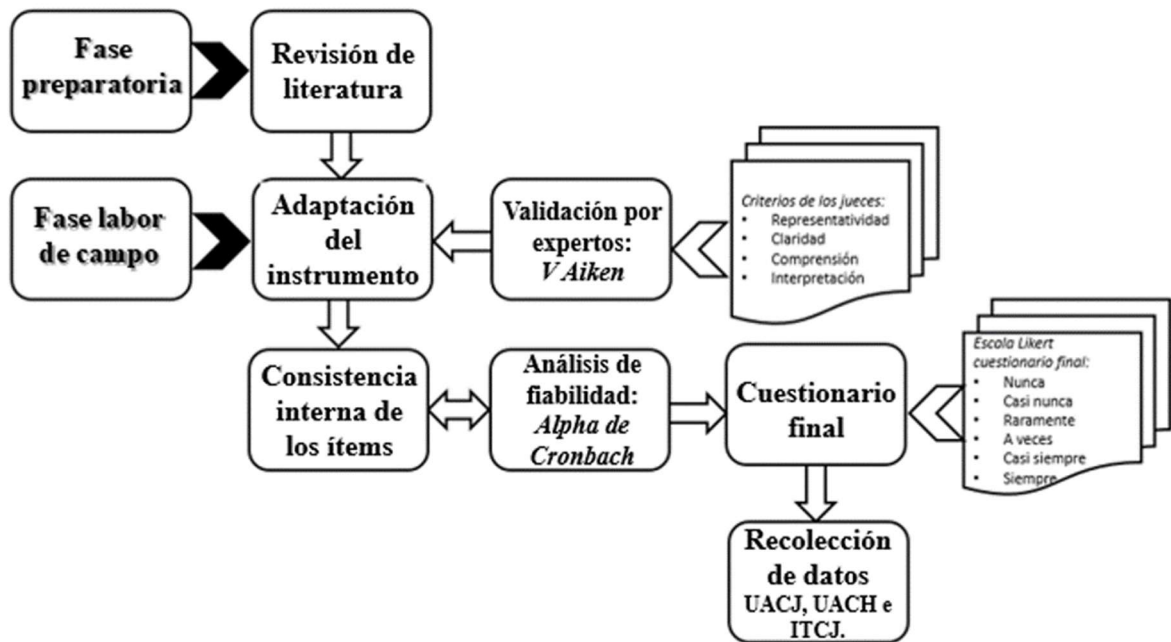 Fase
preparatoria
Revisión de
literatura
Fase labor
de campo
Adaptación
del
instrumento
Validación por
expertos:
V Aiken
Criterios de los jueces:
• Representatividad
• Claridad
• Comprensión
• Interpretación
Consistencia
interna de
los ítems
Análisis de
fiabilidad:
Alpha de
Cronbach
Cuestionario
final
Escala Likert
cuestionario final:
• Nunca
• Casi nunca
• Raramente
• A veces
• Casi siempre
• Siempre
Recolección
de datos
UACJ, UACH e
ITCJ.